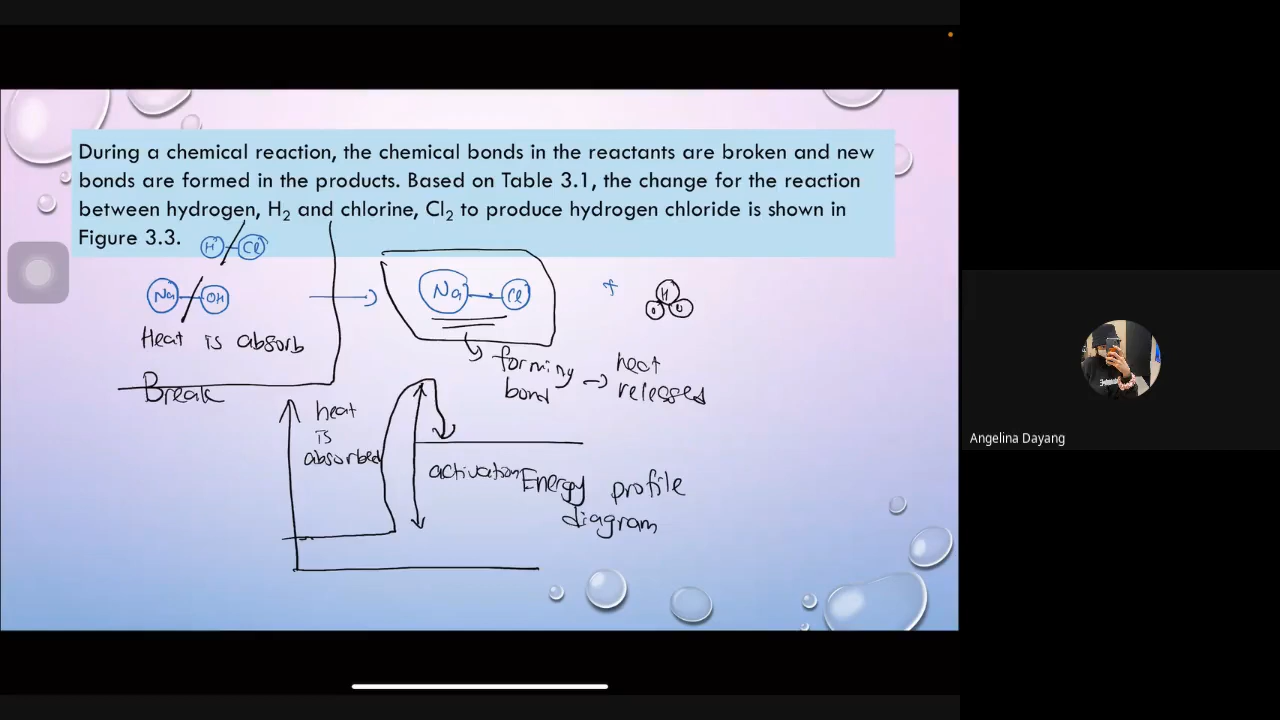 During a chemical reaction, the chemical bonds in the reactants are broken and new
bonds are formed in the products. Based on Table 3.1, the change for the reaction
between hydrogen, H₂ and chlorine, Cl₂ to produce hydrogen chloride is shown in
Figure 3.3.
H Cl
Na OH
Na Cl
+
H
O O
Heat is absorb
Break
forming
bond
heat
releases
heat
is
absorbed
activation
Energy profile
diagram
Angelina Dayang